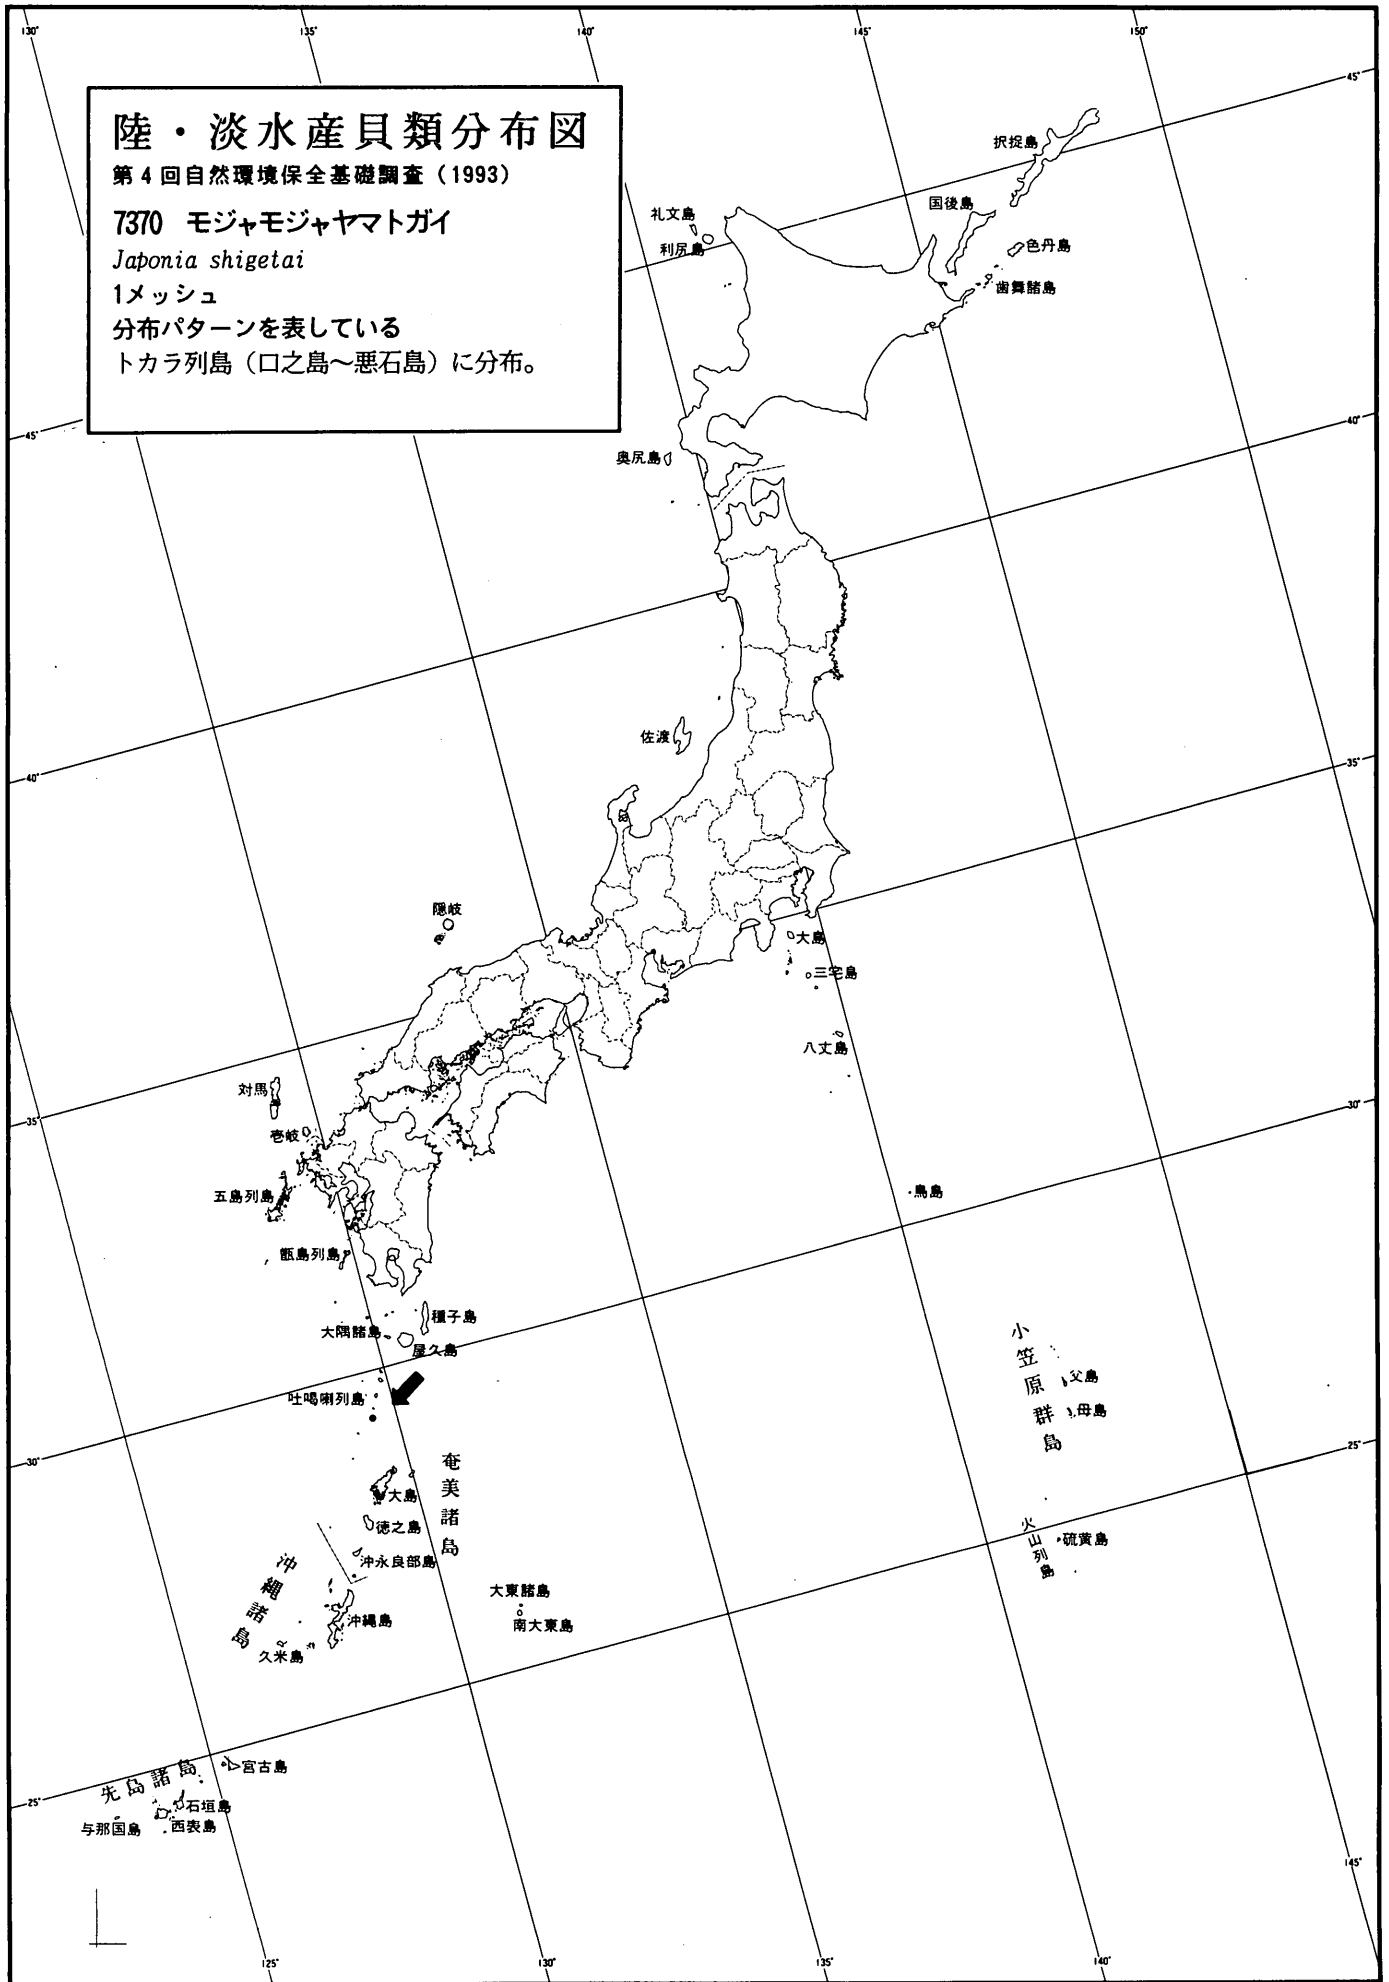 130°
135°
140°
145°
150°
陸・淡水産貝類分布図
第4回自然環境保全基礎調査（1993）
7370 モジャモジャヤマトガイ
Japonia shigetai
1メッシュ
分布パターンを表している
トカラ列島（口之島～悪石島）に分布。
45°
択捉島
国後島
色丹島
歯舞諸島
礼文島
利尻島
40°
45°
奥尻島
佐渡
35°
40°
隠岐
大島
三宅島
八丈島
対馬
35°
壱岐
30°
五島列島
鳥島
甑島列島
種子島
大隅諸島
屋久島
吐噶喇列島
小笠原群島
父島
母島
25°
30°
奄美諸島
大島
徳之島
沖永良部島
火山列島
硫黄島
沖縄諸島
沖縄島
久米島
大東諸島
南大東島
先島諸島
宮古島
石垣島
西表島
与那国島
25°
145°
125°
130°
135°
140°